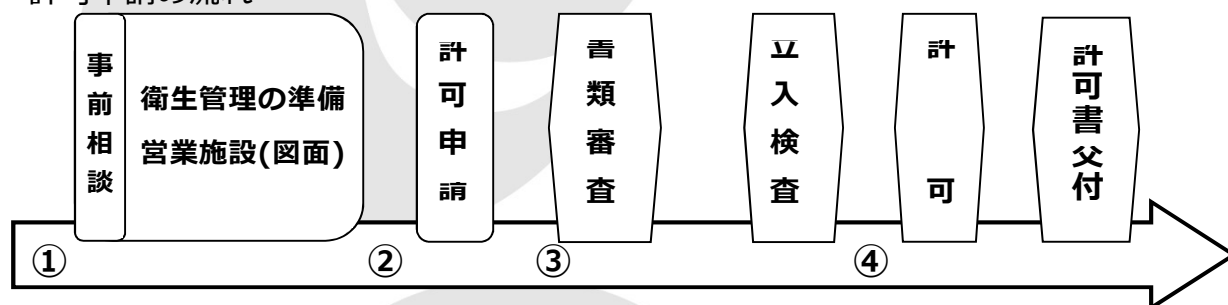 事前相談
衛生管理の準備
営業施設(図面)
許可申請
書類審査
立入検査
許可
許可書交付
①
②
③
④